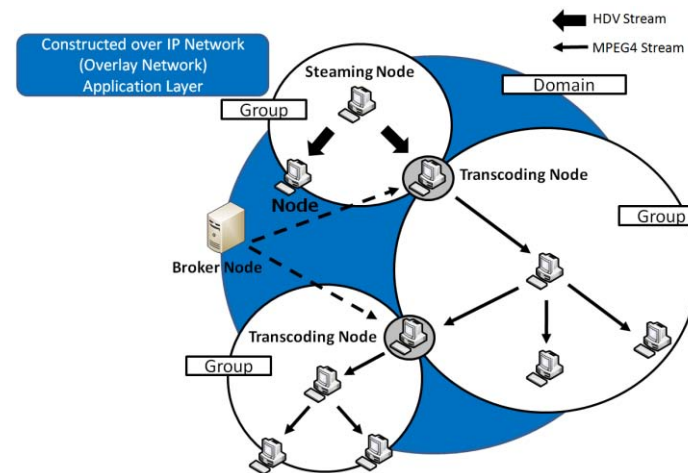 Constructed over IP Network
(Overlay Network)
Application Layer
HDV Stream
MPEG4 Stream
Steaming Node
Group
Domain
Transcoding Node
Node
Group
Broker Node
Transcoding Node
Group